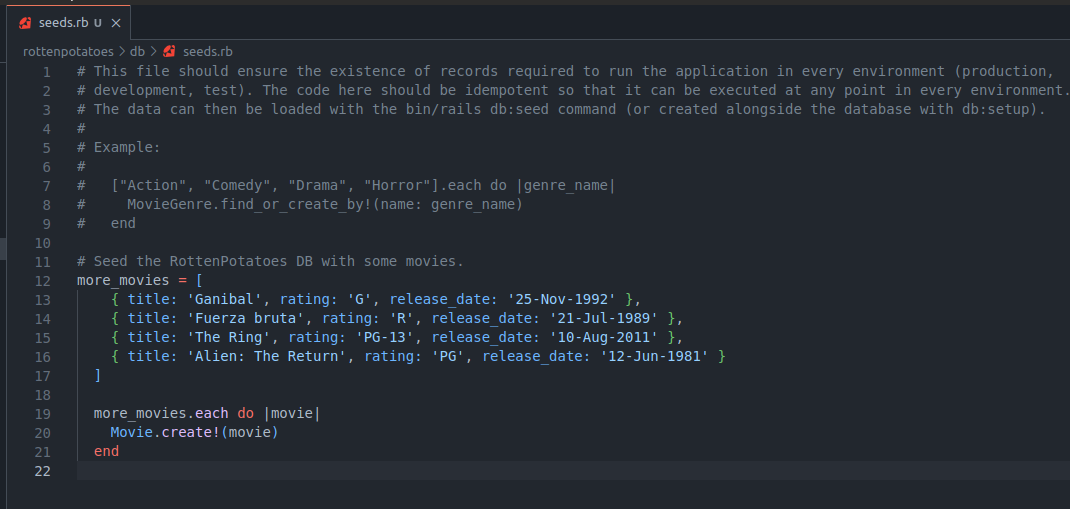 seeds.rb U ×
rottenpotatoes > db > seeds.rb
1 # This file should ensure the existence of records required to run the application in every environment (production,
2 # development, test). The code here should be idempotent so that it can be executed at any point in every environment.
3 # The data can then be loaded with the bin/rails db:seed command (or created alongside the database with db:setup).
4 #
5 # Example:
6 #
7 #   ["Action", "Comedy", "Drama", "Horror"].each do |genre_name|
8 #     MovieGenre.find_or_create_by!(name: genre_name)
9 #   end
10
11 # Seed the RottenPotatoes DB with some movies.
12 more_movies = [
13     { title: 'Ganibal', rating: 'G', release_date: '25-Nov-1992' },
14     { title: 'Fuerza bruta', rating: 'R', release_date: '21-Jul-1989' },
15     { title: 'The Ring', rating: 'PG-13', release_date: '10-Aug-2011' },
16     { title: 'Alien: The Return', rating: 'PG', release_date: '12-Jun-1981' }
17   ]
18
19   more_movies.each do |movie|
20     Movie.create!(movie)
21   end
22